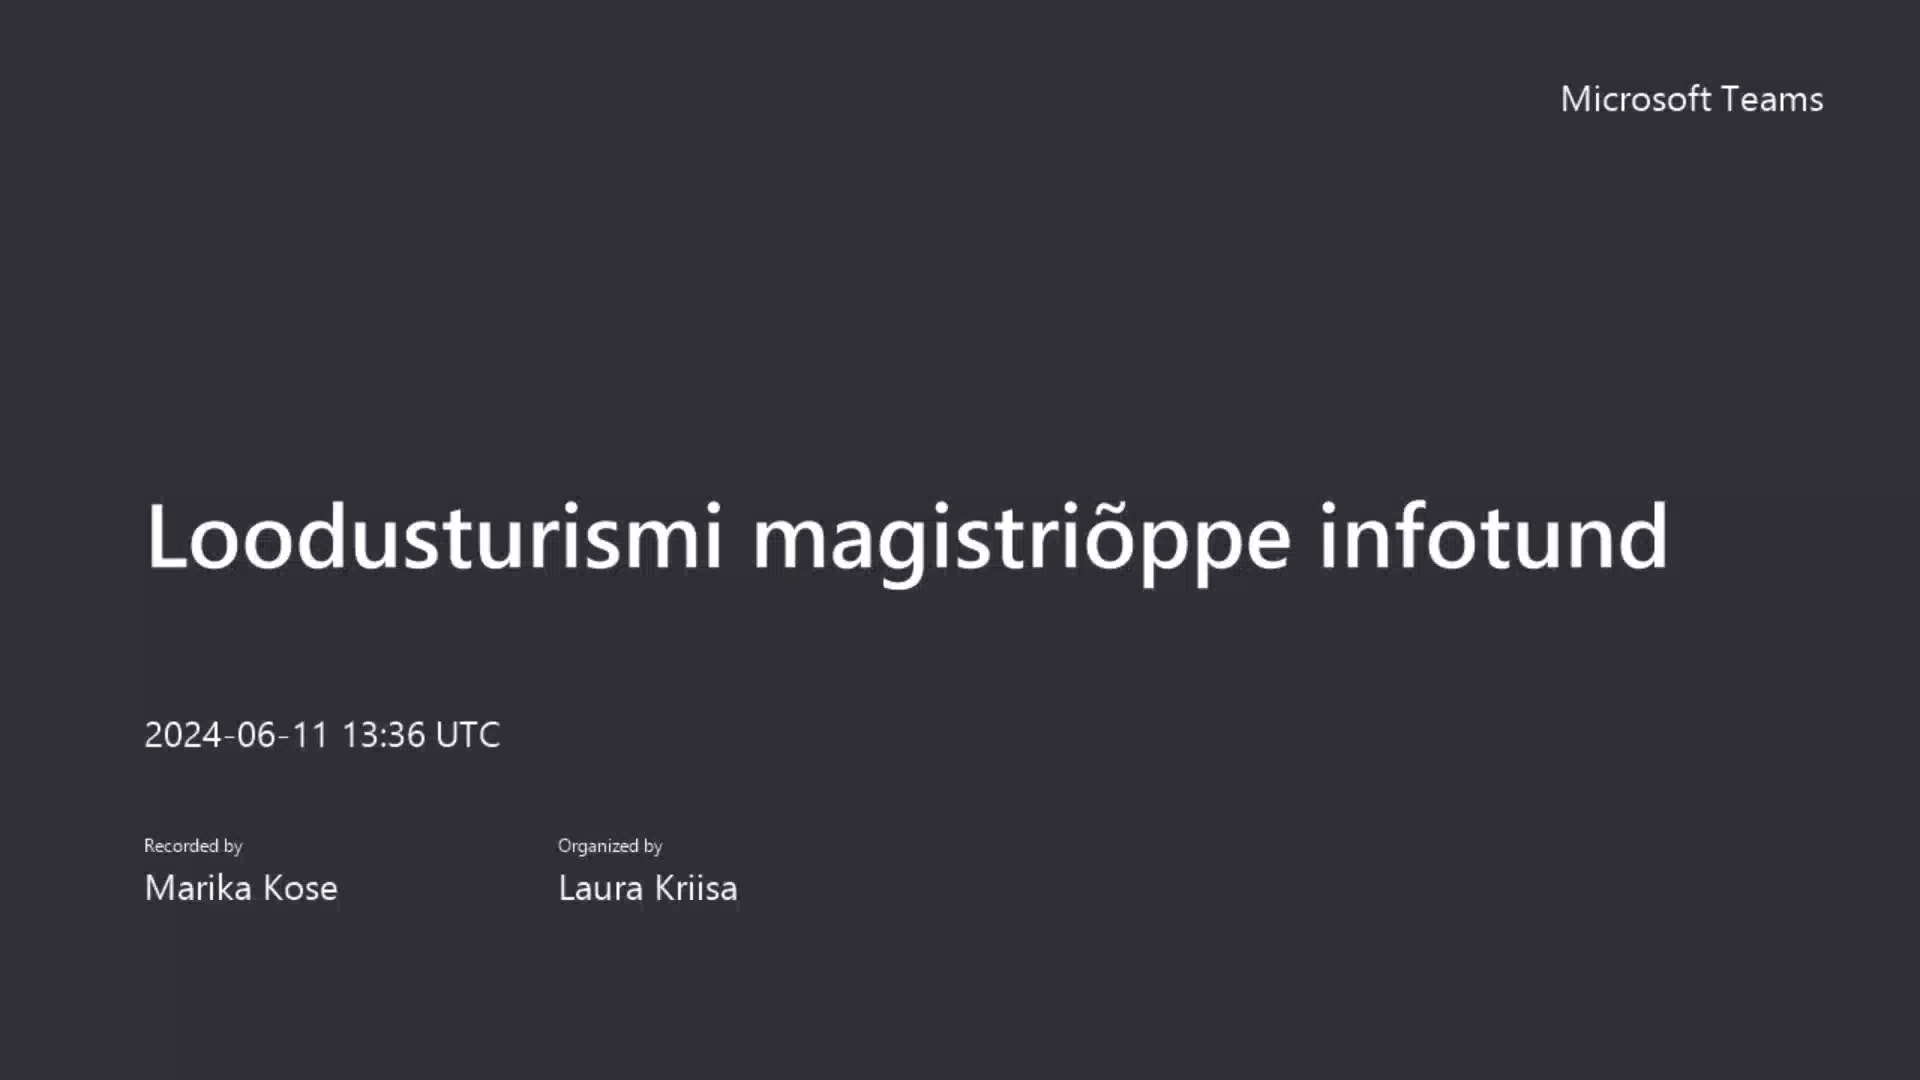 Microsoft Teams
Loodusturismi magistriõppe infotund
2024-06-11 13:36 UTC
Recorded by
Marika Kose
Organized by
Laura Kriisa